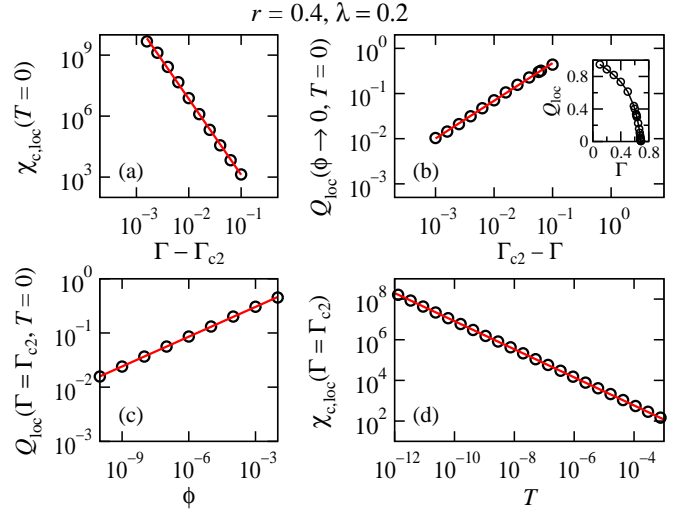 r = 0.4, λ = 0.2
χc,loc(T = 0)
10^9
10^6
10^3
(a)
10^-3 10^-2 10^-1
Γ − Γc2
Qloc(ϕ → 0, T = 0)
10^0
10^-1
10^-2
10^-3
(b)
10^-3 10^-2 10^-1 10^0
Γc2 − Γ
Qloc
0.8
0.4
0
0 0.4 0.8
Γ
Qloc(Γ = Γc2, T = 0)
10^0
10^-1
10^-2
10^-3
(c)
10^-9 10^-6 10^-3
ϕ
χc,loc(Γ = Γc2)
10^8
10^6
10^4
10^2
(d)
10^-12 10^-10 10^-8 10^-6 10^-4
T